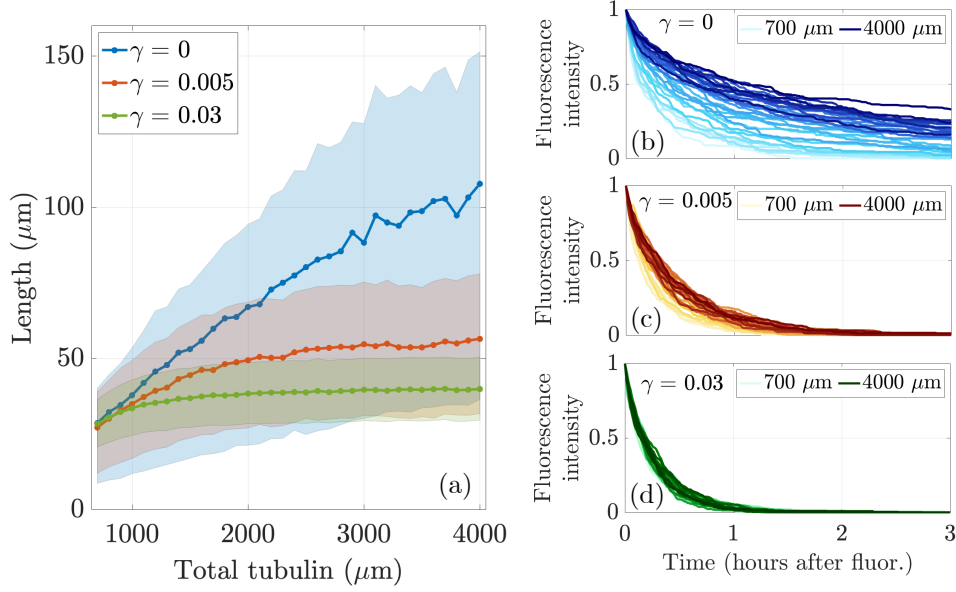 150
100
50
0
1000 2000 3000 4000
Length (μm)
Total tubulin (μm)
γ = 0
γ = 0.005
γ = 0.03
(a)
1
0.5
0
Fluorescence
intensity
γ = 0
700 μm 4000 μm
(b)
1
0.5
0
Fluorescence
intensity
γ = 0.005
700 μm 4000 μm
(c)
1
0.5
0
Fluorescence
intensity
γ = 0.03
700 μm 4000 μm
(d)
0 1 2 3
Time (hours after fluor.)